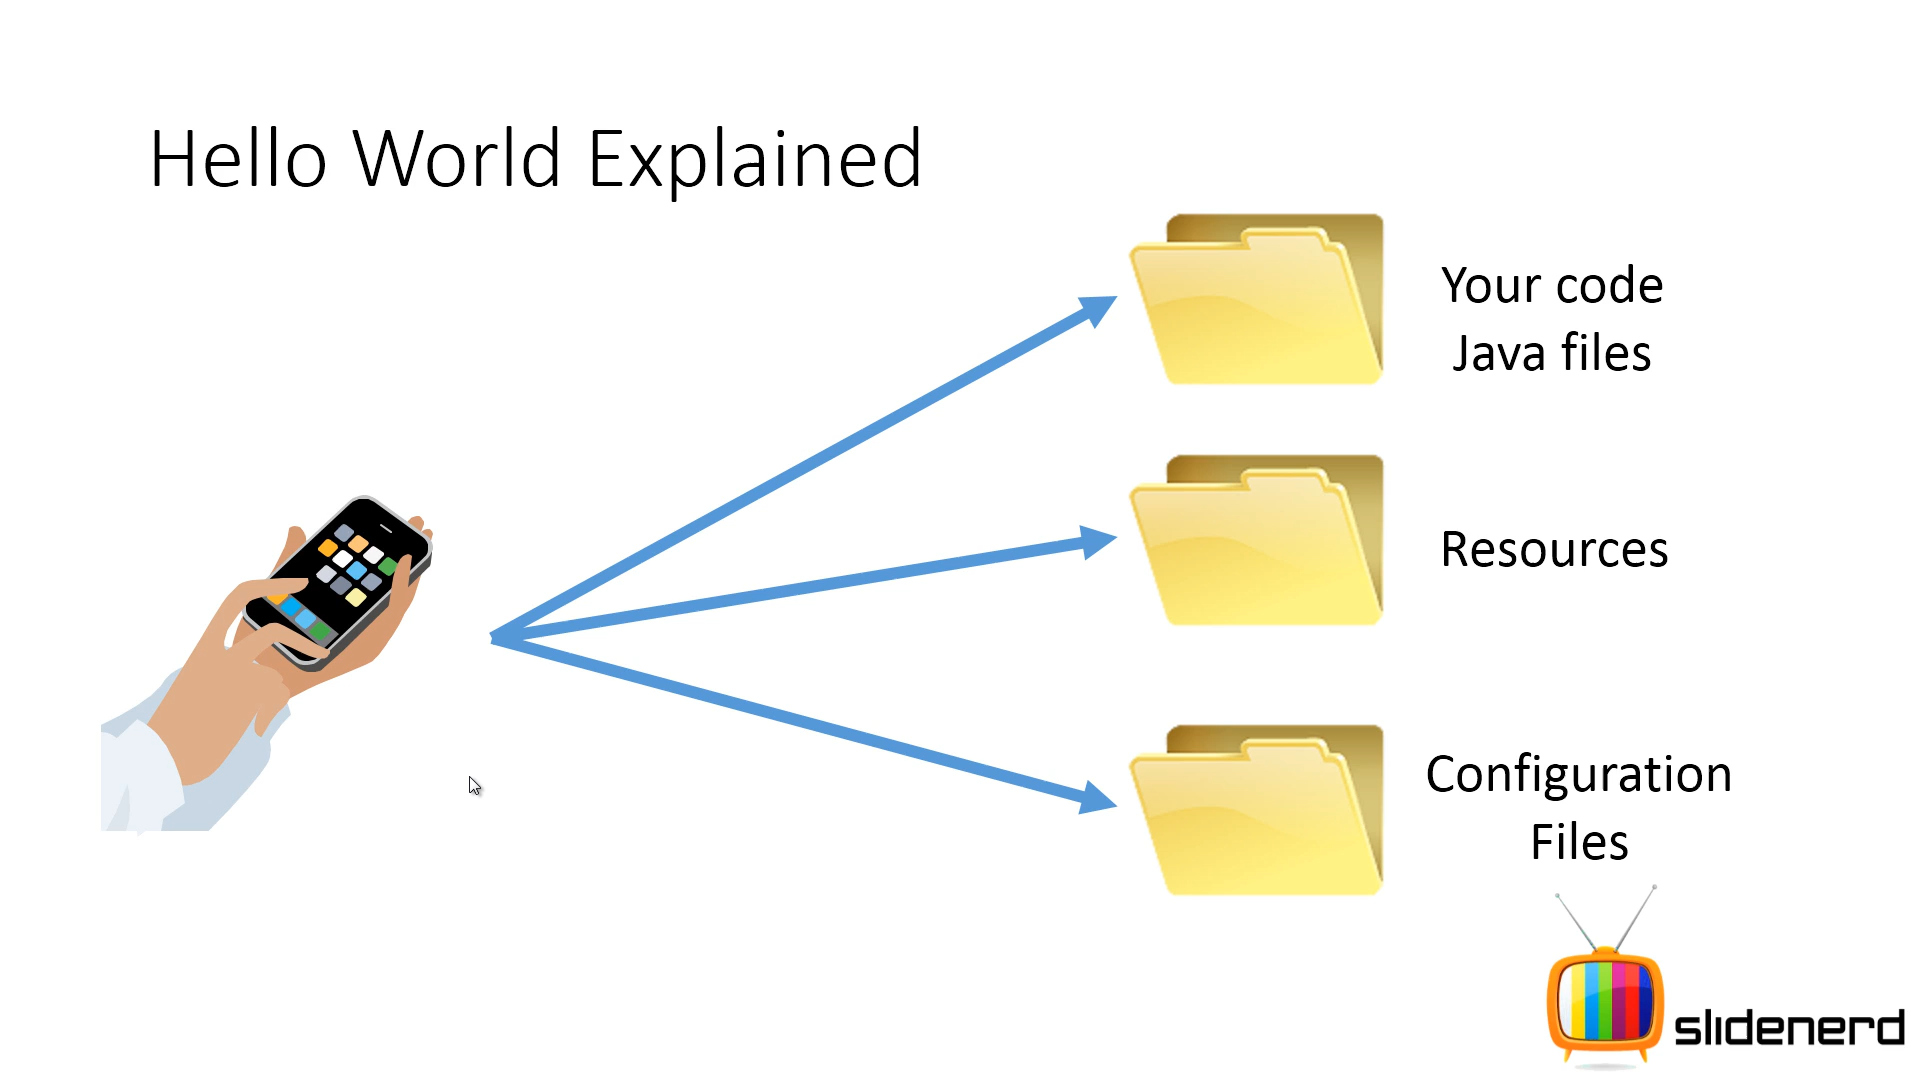 Hello World Explained
Your code
Java files
Resources
Configuration
Files
slidenerd